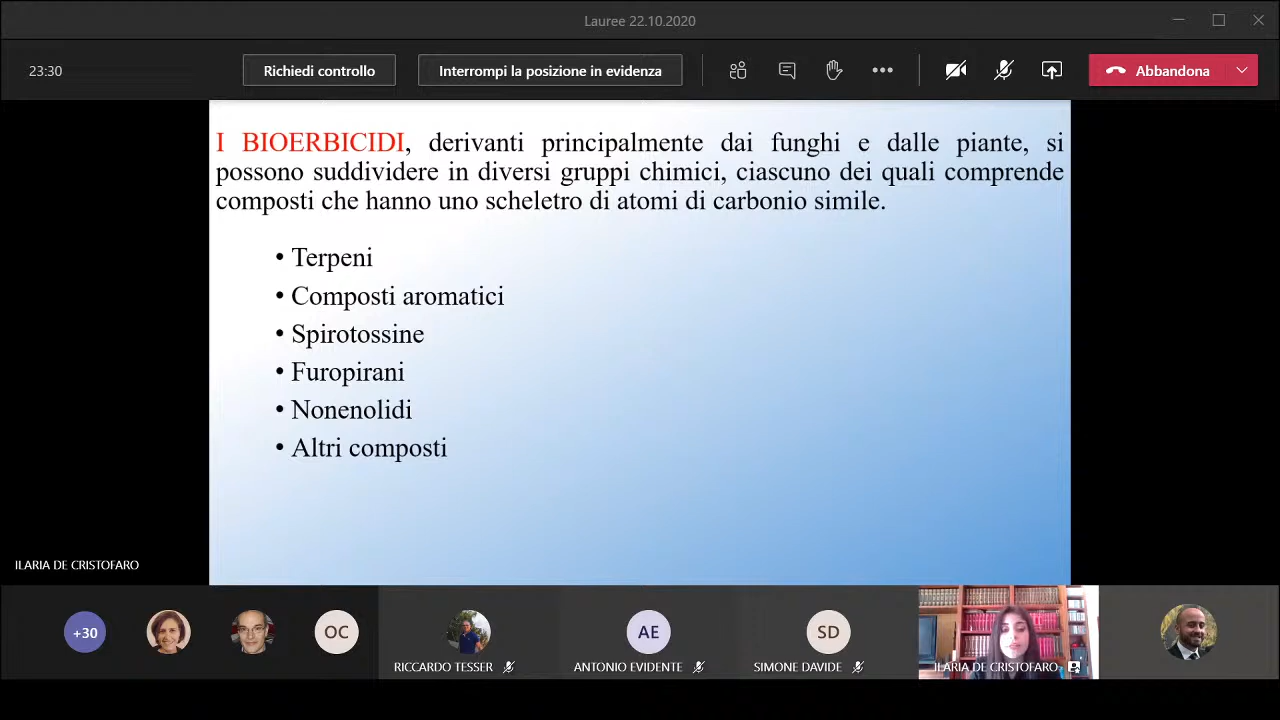 Lauree 22.10.2020
23:30
Richiedi controllo
Interrompi la posizione in evidenza
Abbandona
I BIOERBICIDI, derivanti principalmente dai funghi e dalle piante, si
possono suddividere in diversi gruppi chimici, ciascuno dei quali comprende
composti che hanno uno scheletro di atomi di carbonio simile.
• Terpeni
• Composti aromatici
• Spirotossine
• Furopirani
• Nonenolidi
• Altri composti
ILARIA DE CRISTOFARO
+30
OC
AE
SD
RICCARDO TESSER
ANTONIO EVIDENTE
SIMONE DAVIDE
ILARIA DE CRISTOFARO